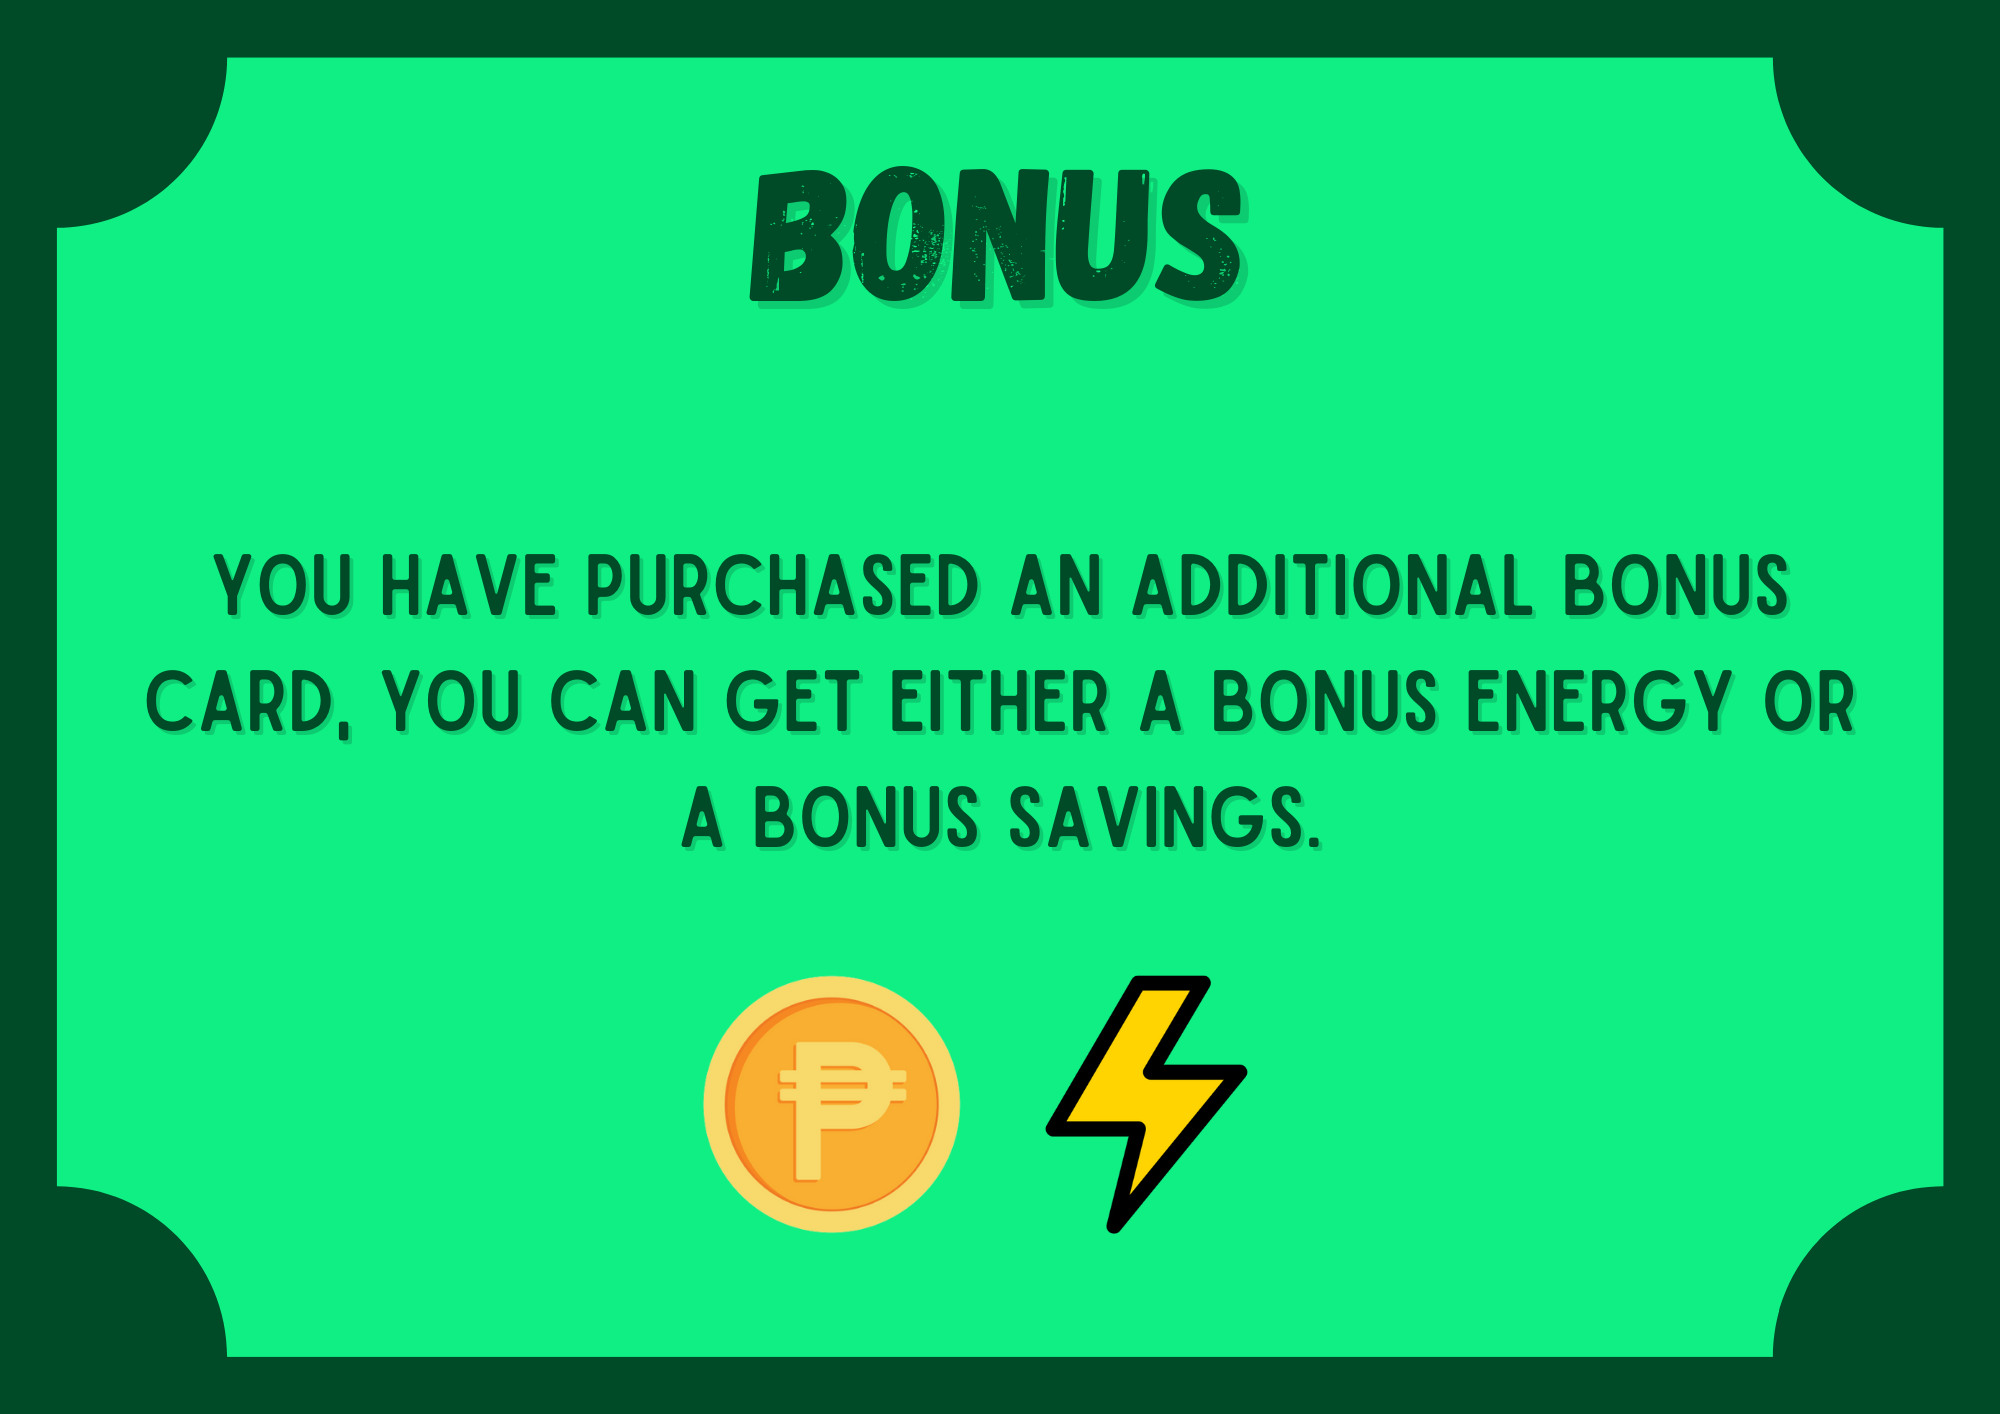 BONUS
YOU HAVE PURCHASED AN ADDITIONAL BONUS
CARD, YOU CAN GET EITHER A BONUS ENERGY OR
A BONUS SAVINGS.
₱